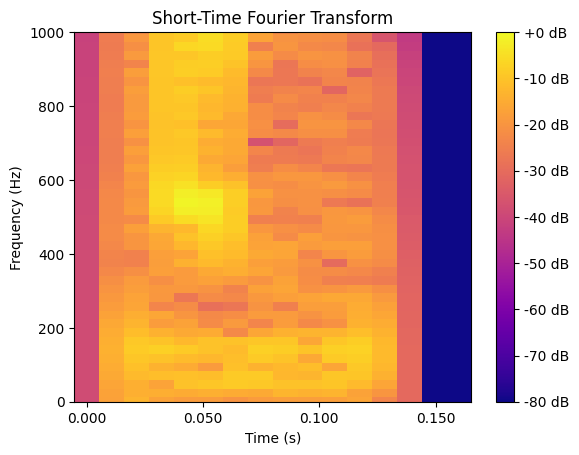 Short-Time Fourier Transform
Frequency (Hz)
1000
800
600
400
200
0
0.000
0.050
0.100
0.150
Time (s)
+0 dB
-10 dB
-20 dB
-30 dB
-40 dB
-50 dB
-60 dB
-70 dB
-80 dB